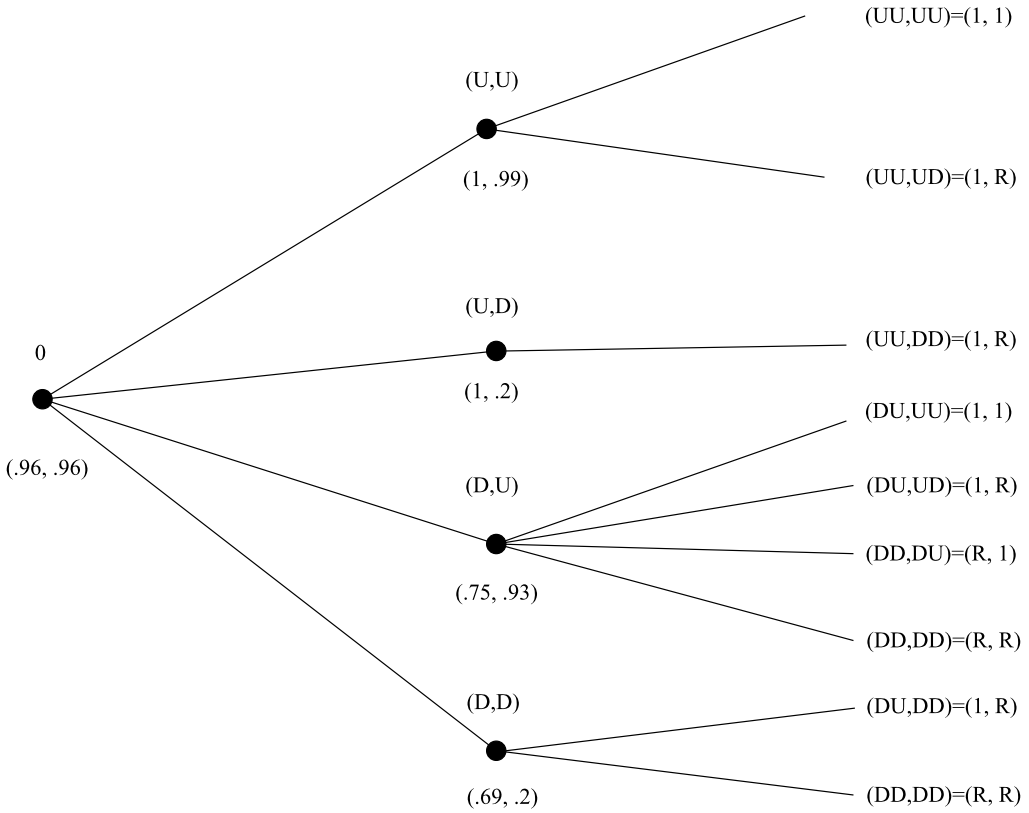 (UU,UU)=(1, 1)
(U,U)
(1, .99)
(UU,UD)=(1, R)
(U,D)
(UU,DD)=(1, R)
0
(1, .2)
(DU,UU)=(1, 1)
(.96, .96)
(D,U)
(DU,UD)=(1, R)
(DD,DU)=(R, 1)
(.75, .93)
(DD,DD)=(R, R)
(D,D)
(DU,DD)=(1, R)
(.69, .2)
(DD,DD)=(R, R)